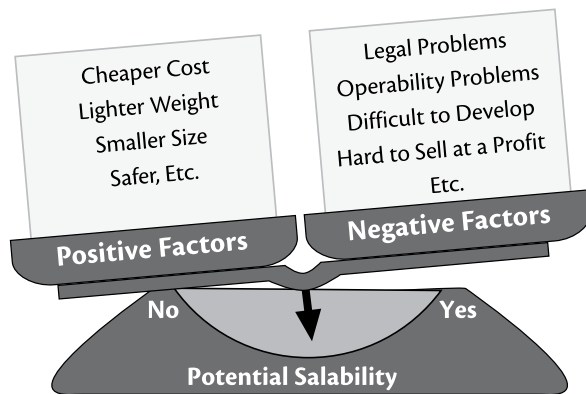 Cheaper Cost
Lighter Weight
Smaller Size
Safer, Etc.
Positive Factors
Legal Problems
Operability Problems
Difficult to Develop
Hard to Sell at a Profit
Etc.
Negative Factors
No
Yes
Potential Salability